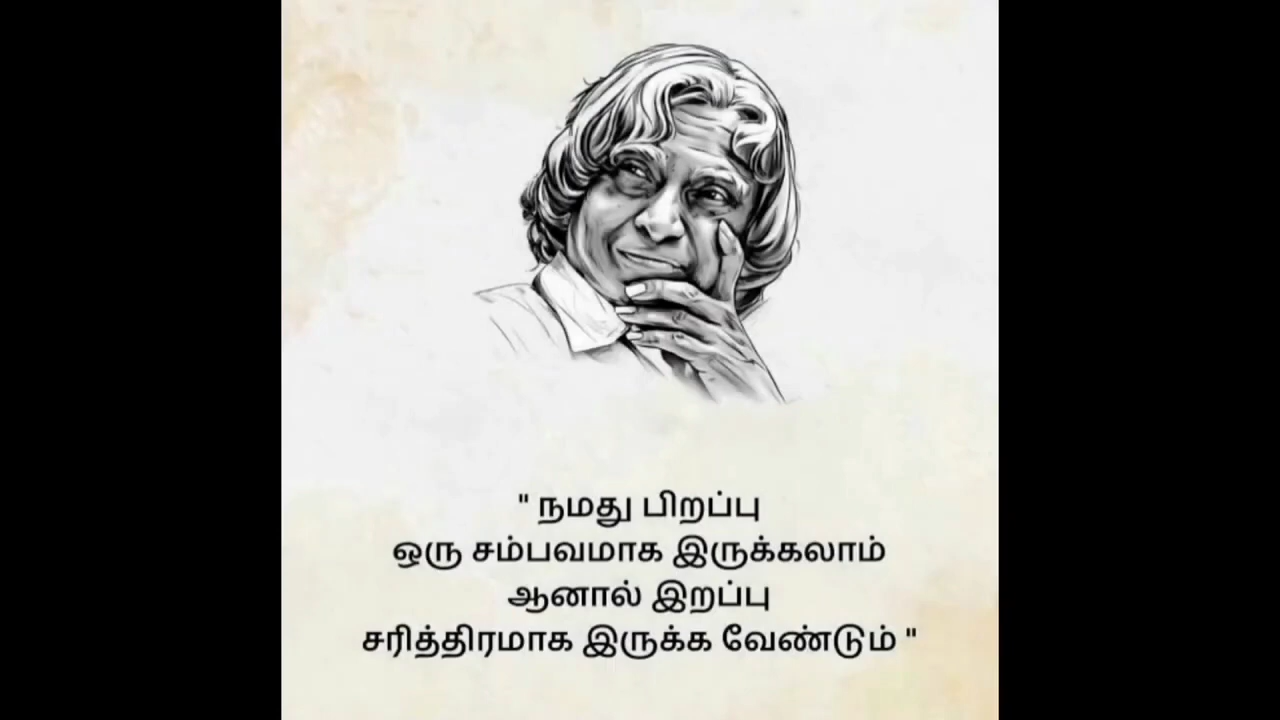 " நமது பிறப்பு
ஒரு சம்பவமாக இருக்கலாம்
ஆனால் இறப்பு
சரித்திரமாக இருக்க வேண்டும் "